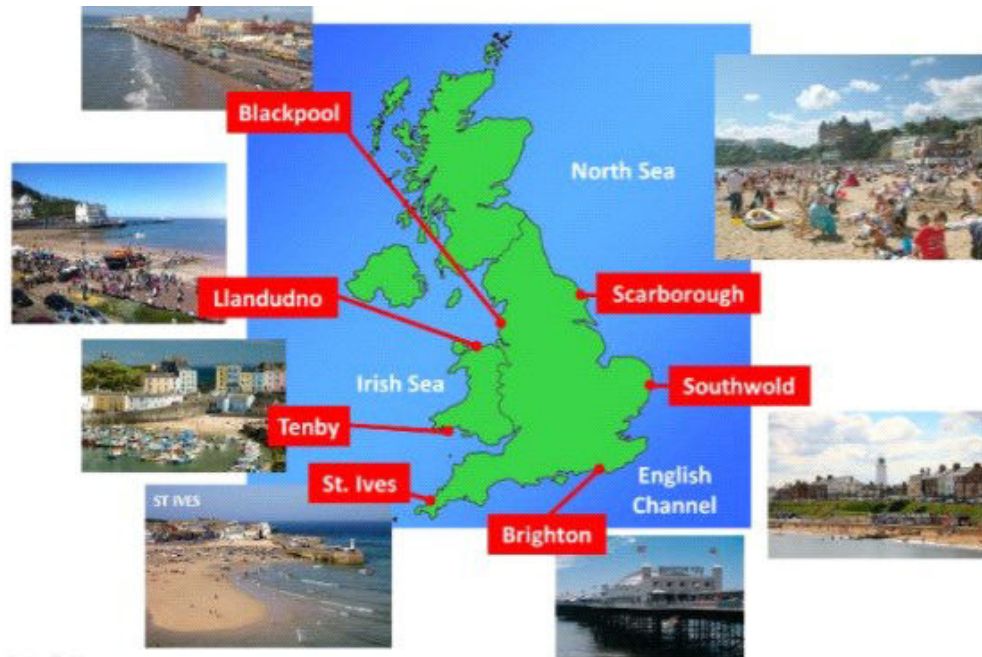 Blackpool
North Sea
Llandudno
Scarborough
Irish Sea
Southwold
Tenby
St. Ives
English
Channel
ST IVES
Brighton